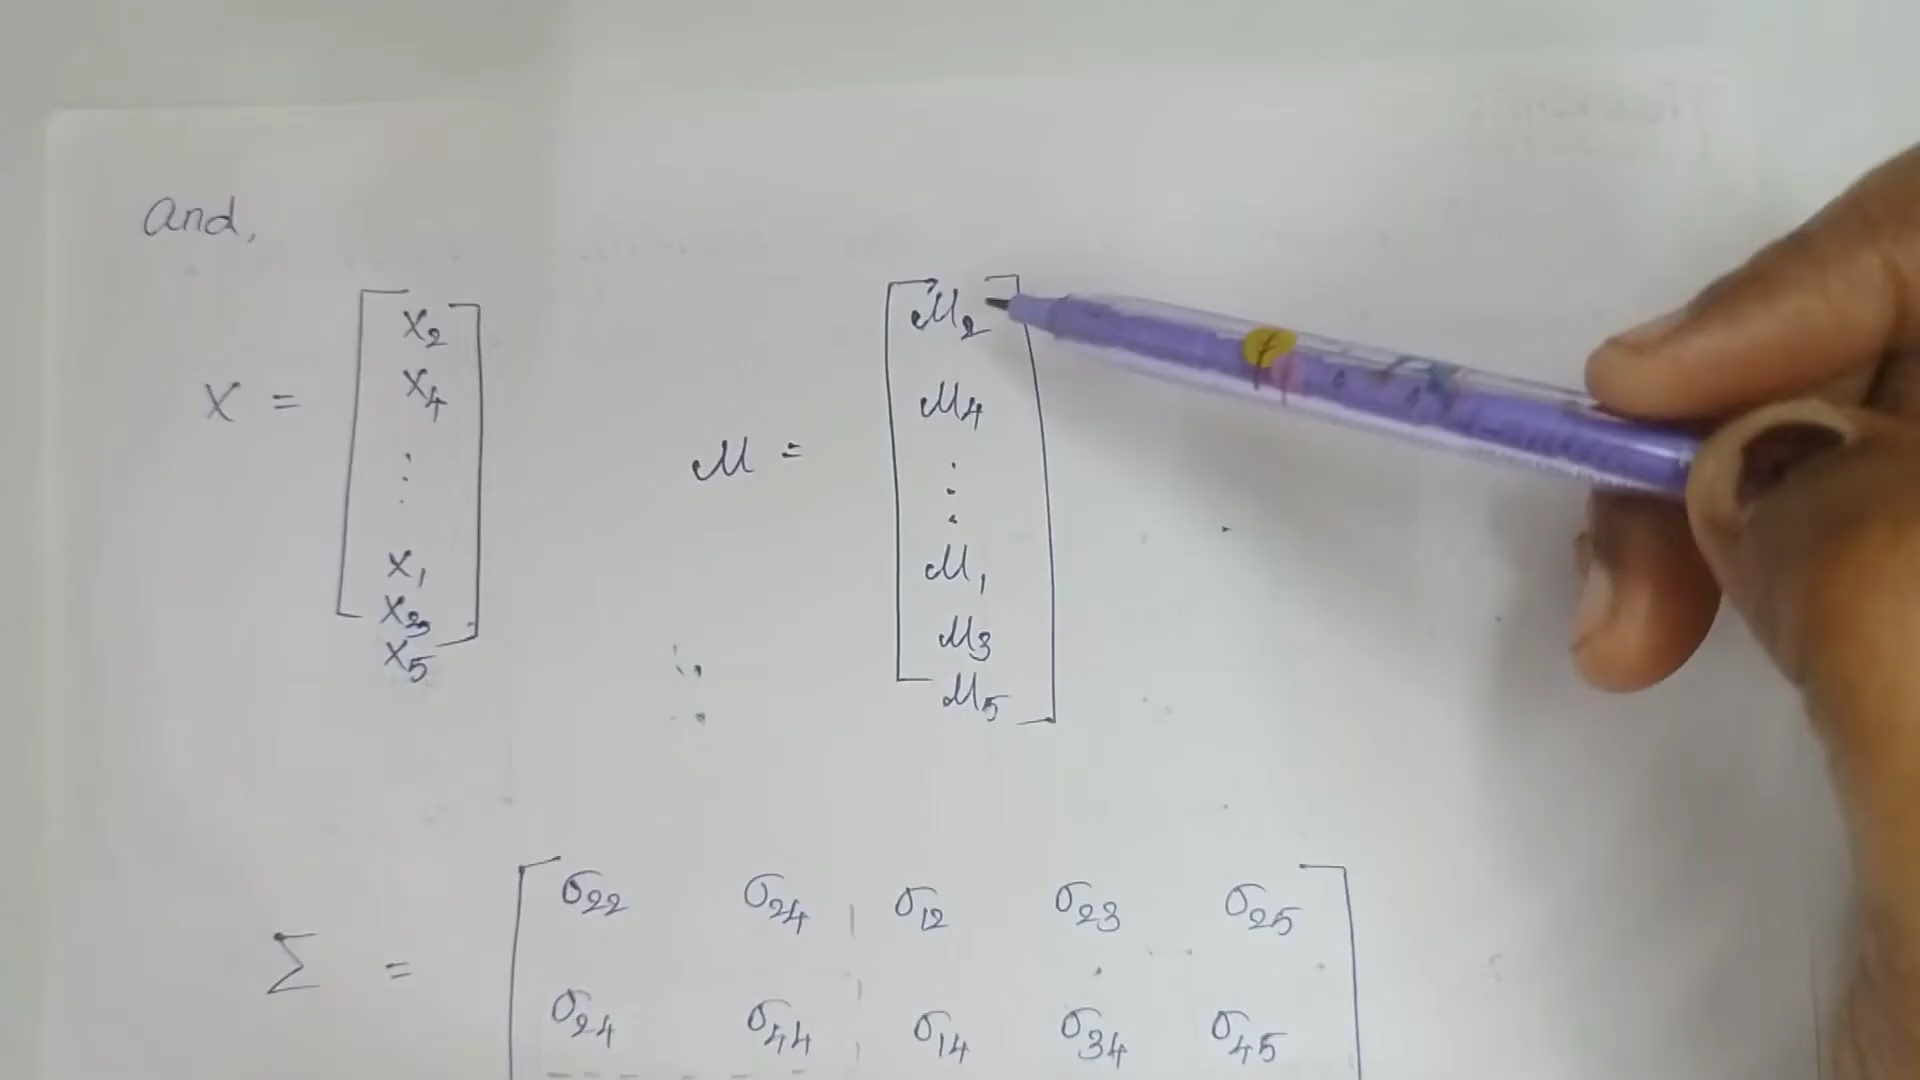 and,
X = [ X₂ X₄ ⋮ X₁ X₃ X₅ ]
μ = [ μ₂ μ₄ ⋮ μ₁ μ₃ μ₅ ]
Σ = [ σ₂₂ σ₂₄ | σ₁₂ σ₂₃ σ₂₅
σ₂₄ σ₄₄ | σ₁₄ σ₃₄ σ₄₅ ]